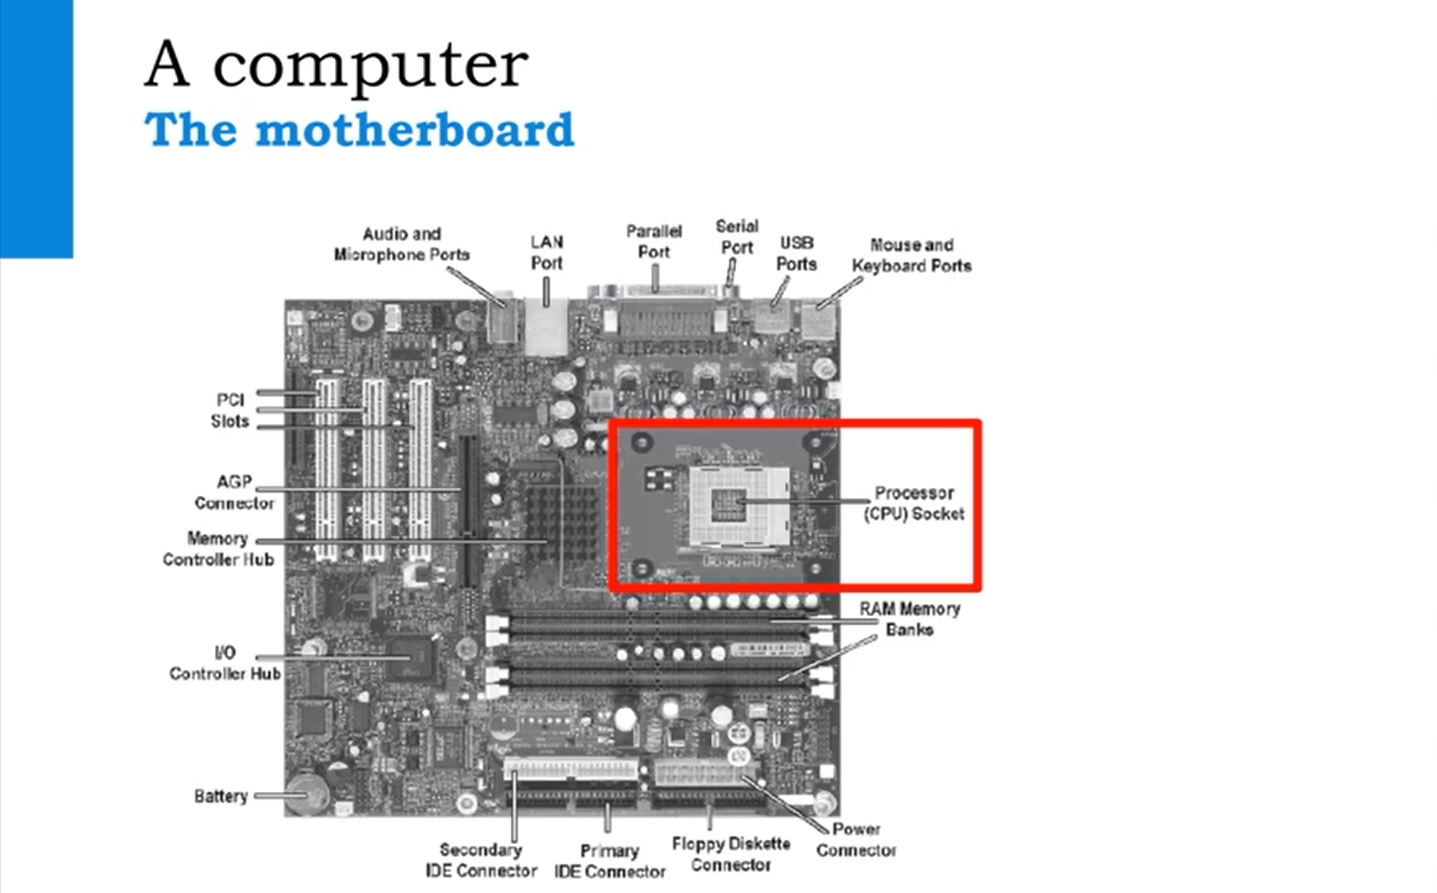 A computer
The motherboard
Audio and
Microphone Ports
LAN
Port
Parallel
Port
Serial
Port
USB
Ports
Mouse and
Keyboard Ports
PCI
Slots
AGP
Connector
Memory
Controller Hub
I/O
Controller Hub
Battery
Processor
(CPU) Socket
RAM Memory
Banks
Secondary
IDE Connector
Primary
IDE Connector
Floppy Diskette
Connector
Power
Connector